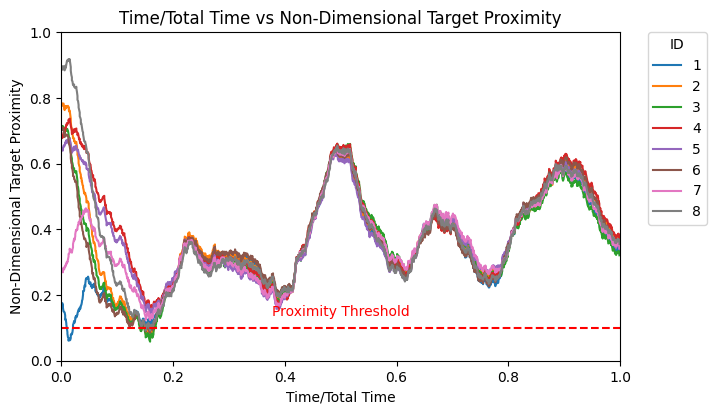 Time/Total Time vs Non-Dimensional Target Proximity
Non-Dimensional Target Proximity
1.0
0.8
0.6
0.4
0.2
0.0
Proximity Threshold
0.0 0.2 0.4 0.6 0.8 1.0
Time/Total Time
ID
1
2
3
4
5
6
7
8